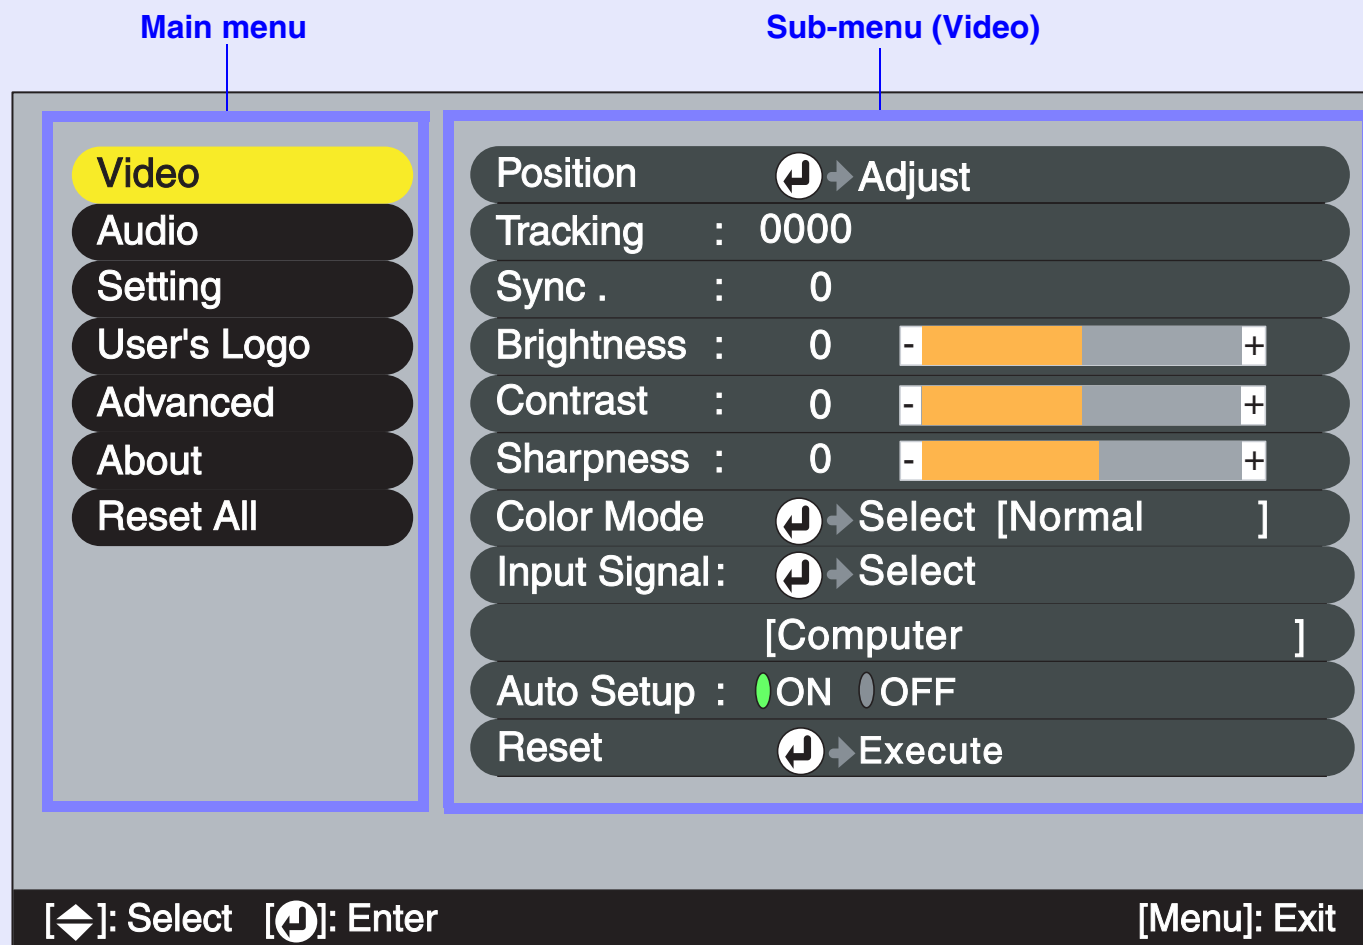 Main menu
Sub-menu (Video)
Video
Audio
Setting
User's Logo
Advanced
About
Reset All
Position Adjust
Tracking : 0000
Sync . : 0
Brightness : 0 - +
Contrast : 0 - +
Sharpness : 0 - +
Color Mode Select [Normal ]
Input Signal : Select
[Computer ]
Auto Setup : ON OFF
Reset Execute
[ ]: Select [ ]: Enter [Menu]: Exit